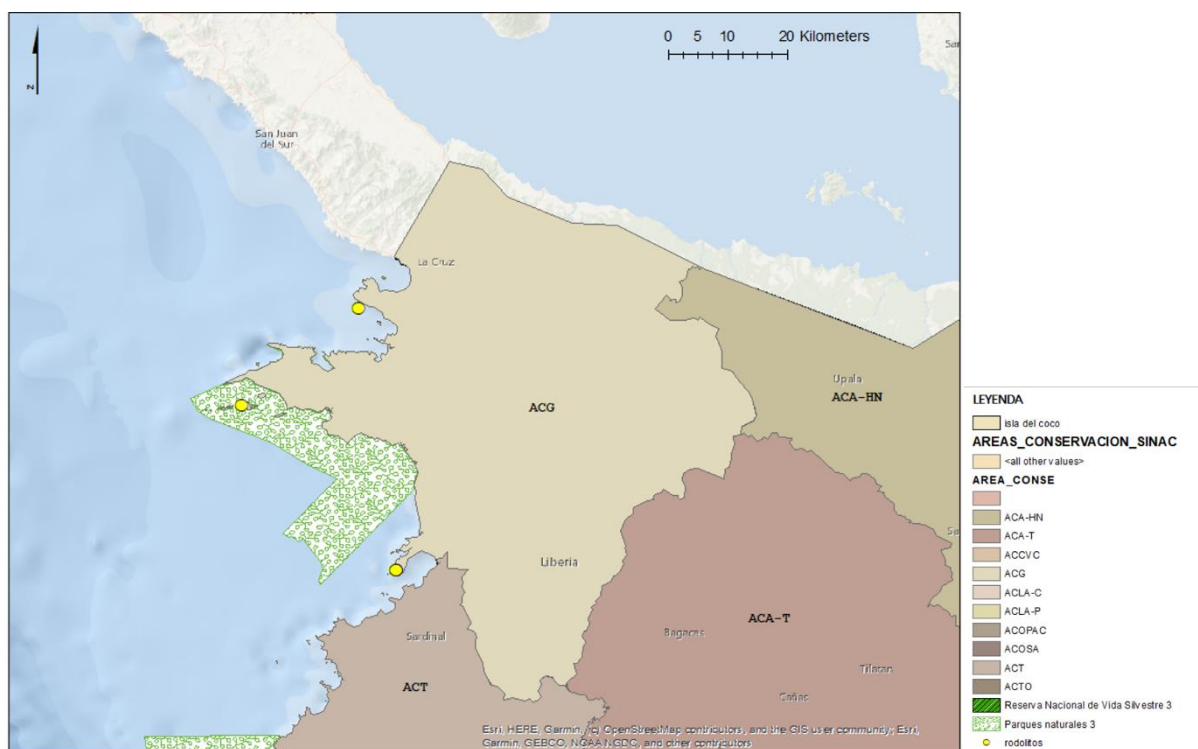 0 5 10 20 Kilometers
N
San Juan
del Sur
La Cruz
Upala
ACA-HN
ACG
Liberia
ACA-T
Bagaces
Sardinal
Tilaran
ACT
Cañas
Esri, HERE, Garmin, (c) OpenStreetMap contributors, and the GIS user community; Esri,
Garmin, GEBCO, NOAA NGDC, and other contributors
LEYENDA
isla del coco
AREAS_CONSERVACION_SINAC
<all other values>
AREA_CONSE
ACA-HN
ACA-T
ACCVC
ACG
ACLA-C
ACLA-P
ACOPAC
ACOSA
ACT
ACTO
Reserva Nacional de Vida Silvestre 3
Parques naturales 3
rodolitos